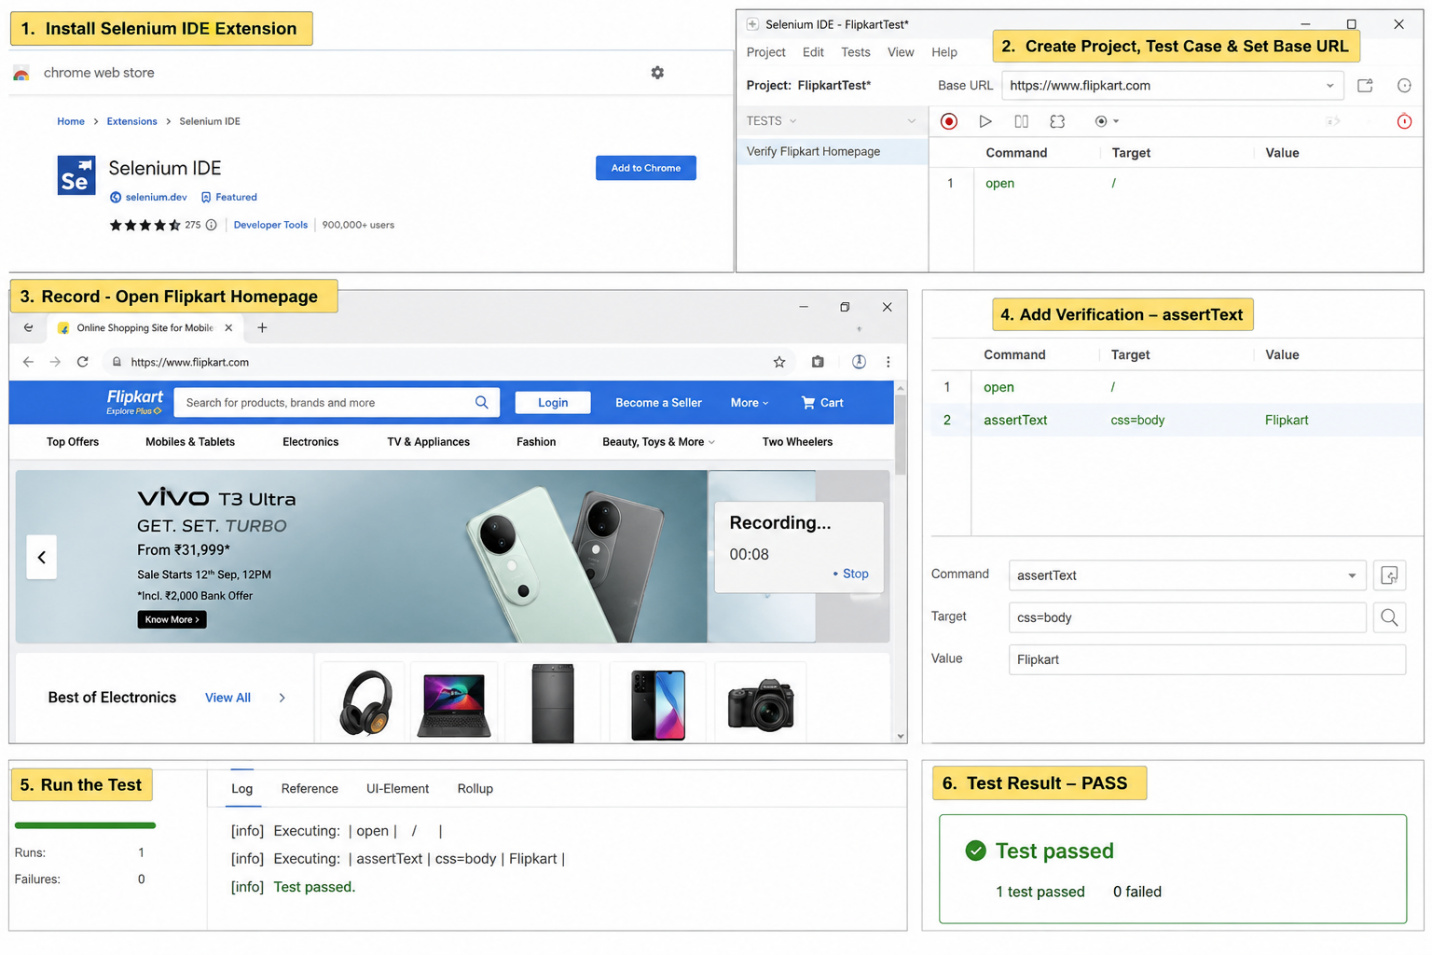 1. Install Selenium IDE Extension
chrome web store
Home > Extensions > Selenium IDE
Se
Selenium IDE
selenium.dev Featured
275 Developer Tools 900,000+ users
Add to Chrome
Selenium IDE - FlipkartTest*
Project Edit Tests View Help
2. Create Project, Test Case & Set Base URL
Project: FlipkartTest*
Base URL https://www.flipkart.com
TESTS
Verify Flipkart Homepage
Command Target Value
1 open /
3. Record - Open Flipkart Homepage
Online Shopping Site for Mobile
https://www.flipkart.com
Flipkart
Explore Plus
Search for products, brands and more
Login
Become a Seller
More
Cart
Top Offers Mobiles & Tablets Electronics TV & Appliances Fashion Beauty, Toys & More Two Wheelers
vivo T3 Ultra
GET. SET. TURBO
From ₹31,999*
Sale Starts 12th Sep, 12PM
*Incl. ₹2,000 Bank Offer
Know More >
Recording...
00:08
• Stop
Best of Electronics View All >
4. Add Verification – assertText
Command Target Value
1 open /
2 assertText css=body Flipkart
Command assertText
Target css=body
Value Flipkart
5. Run the Test
Runs: 1
Failures: 0
Log Reference UI-Element Rollup
[info] Executing: | open | / |
[info] Executing: | assertText | css=body | Flipkart |
[info] Test passed.
6. Test Result – PASS
Test passed
1 test passed 0 failed